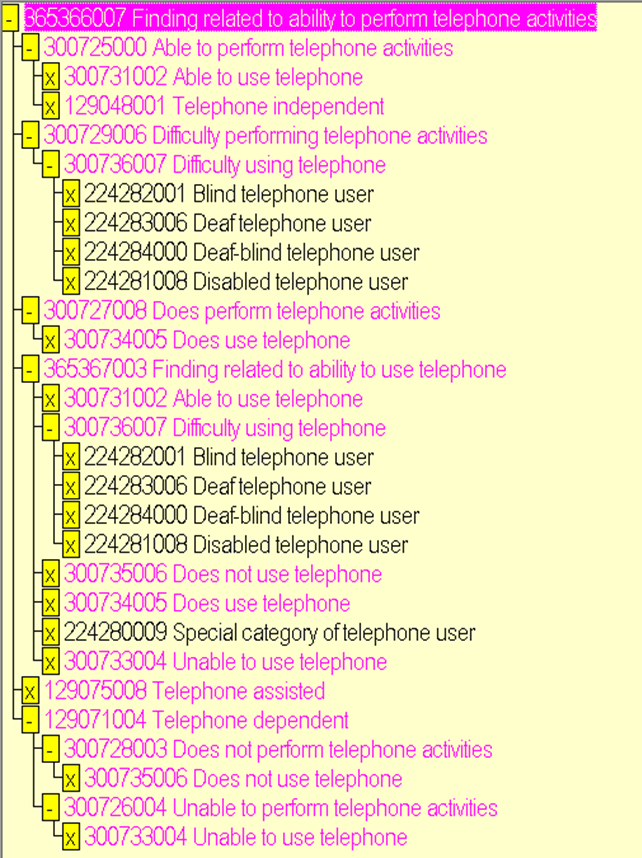 365366007 Finding related to ability to perform telephone activities
300725000 Able to perform telephone activities
300731002 Able to use telephone
129048001 Telephone independent
300729006 Difficulty performing telephone activities
300736007 Difficulty using telephone
224282001 Blind telephone user
224283006 Deaf telephone user
224284000 Deaf-blind telephone user
224281008 Disabled telephone user
300727008 Does perform telephone activities
300734005 Does use telephone
365367003 Finding related to ability to use telephone
300731002 Able to use telephone
300736007 Difficulty using telephone
224282001 Blind telephone user
224283006 Deaf telephone user
224284000 Deaf-blind telephone user
224281008 Disabled telephone user
300735006 Does not use telephone
300734005 Does use telephone
224280009 Special category of telephone user
300733004 Unable to use telephone
129075008 Telephone assisted
129071004 Telephone dependent
300728003 Does not perform telephone activities
300735006 Does not use telephone
300726004 Unable to perform telephone activities
300733004 Unable to use telephone